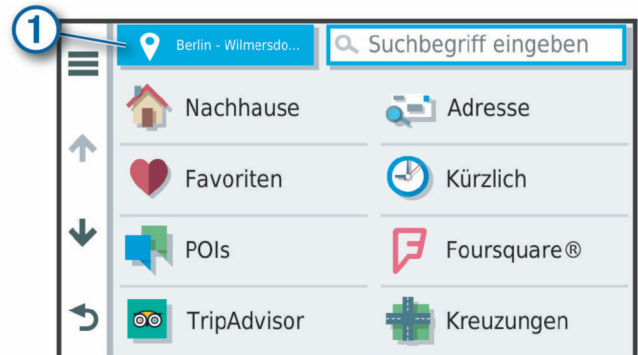 1
Berlin - Wilmersdo...
Suchbegriff eingeben
Nachhause
Adresse
Favoriten
Kürzlich
POIs
Foursquare®
TripAdvisor
Kreuzungen